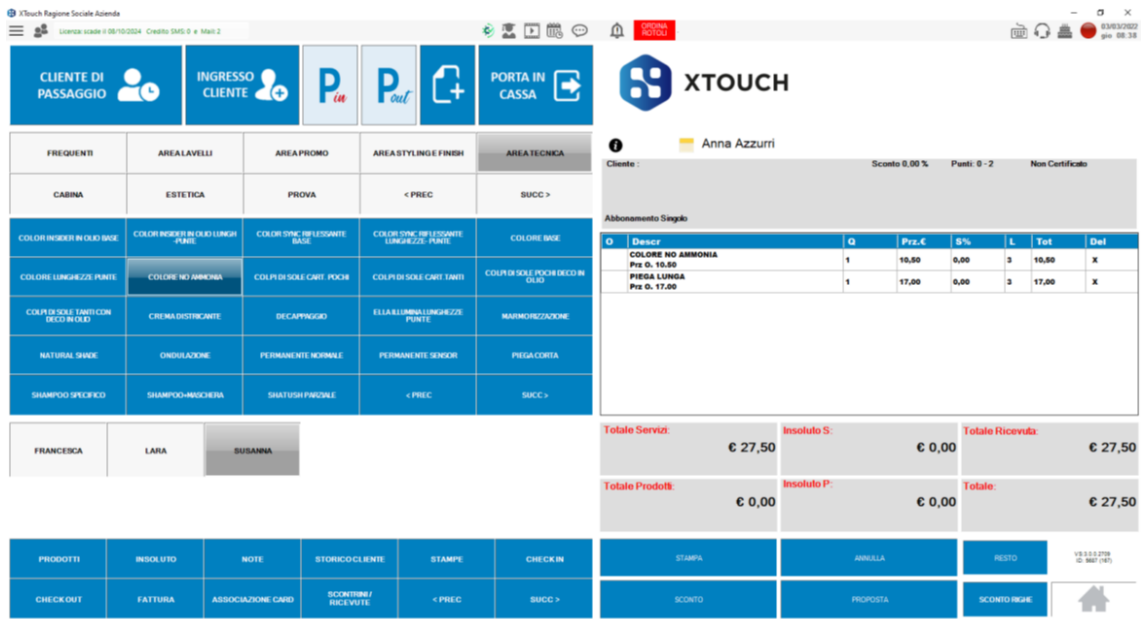 XTouch Ragione Sociale Azienda
Licenza scade il 08/10/2024 Credito SMS:0 e Mail:2
ORDINA
ROTOLI
03/03/2022
gio 08:38
CLIENTE DI
PASSAGGIO
INGRESSO
CLIENTE
Pin
Pout
PORTA IN
CASSA
XTOUCH
FREQUENTI
AREA LAVELLI
AREA PROMO
AREA STYLING E FINISH
AREA TECNICA
CABINA
ESTETICA
PROVA
< PREC
SUCC >
Anna Azzurri
Cliente :
Sconto 0,00 %
Punti: 0 - 2
Non Certificato
Abbonamento Singolo
COLOR INSIDER IN OLIO BASE
COLOR INSIDER IN OLIO LUNGH
-PUNTE
COLOR SYNC RIFLESSANTE
BASE
COLOR SYNC RIFLESSANTE
LUNGHEZZE- PUNTE
COLORE BASE
COLORE LUNGHEZZE PUNTE
COLORE NO AMMONIA
COLPI DI SOLE CART. POCHI
COLPI DI SOLE CART.TANTI
COLPI DI SOLE POCHI DECO IN
OLIO
COLPI DI SOLE TANTI CON
DECO IN OLIO
CREMA DISTRICANTE
DECAPPAGGIO
ELLA ILLUMINA LUNGHEZZE
PUNTE
MARMORIZZAZIONE
NATURAL SHADE
ONDULAZIONE
PERMANENTE NORMALE
PERMANENTE SENSOR
PIEGA CORTA
SHAMPOO SPECIFICO
SHAMPOO+MASCHERA
SHATUSH PARZIALE
< PREC
SUCC >
O Descr Q Prz.€ S% L Tot Del
COLORE NO AMMONIA
Prz O. 10.50
1 10,50 0,00 3 10,50 X
PIEGA LUNGA
Prz O. 17.00
1 17,00 0,00 3 17,00 X
FRANCESCA
LARA
SUSANNA
Totale Servizi:
€ 27,50
Insoluto S:
€ 0,00
Totale Ricevuta:
€ 27,50
Totale Prodotti:
€ 0,00
Insoluto P:
€ 0,00
Totale:
€ 27,50
PRODOTTI
INSOLUTO
NOTE
STORICO CLIENTE
STAMPE
CHECK IN
CHECK OUT
FATTURA
ASSOCIAZIONE CARD
SCONTRINI /
RICEVUTE
< PREC
SUCC >
STAMPA
ANNULLA
RESTO
SCONTO
PROPOSTA
SCONTO RIGHE
VS:3.0.0.2759
ID: 5687 (167)